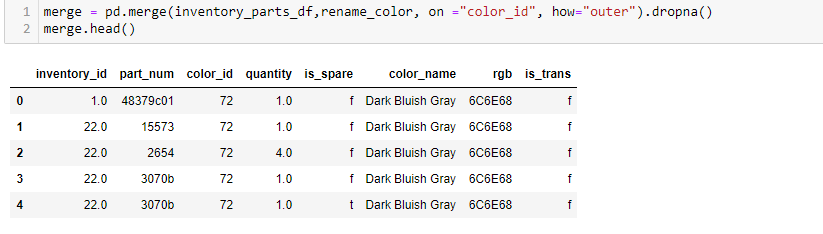 1 merge = pd.merge(inventory_parts_df,rename_color, on ="color_id", how="outer").dropna()
2 merge.head()
inventory_id part_num color_id quantity is_spare color_name rgb is_trans
0 1.0 48379c01 72 1.0 f Dark Bluish Gray 6C6E68 f
1 22.0 15573 72 1.0 f Dark Bluish Gray 6C6E68 f
2 22.0 2654 72 4.0 f Dark Bluish Gray 6C6E68 f
3 22.0 3070b 72 1.0 f Dark Bluish Gray 6C6E68 f
4 22.0 3070b 72 1.0 t Dark Bluish Gray 6C6E68 f